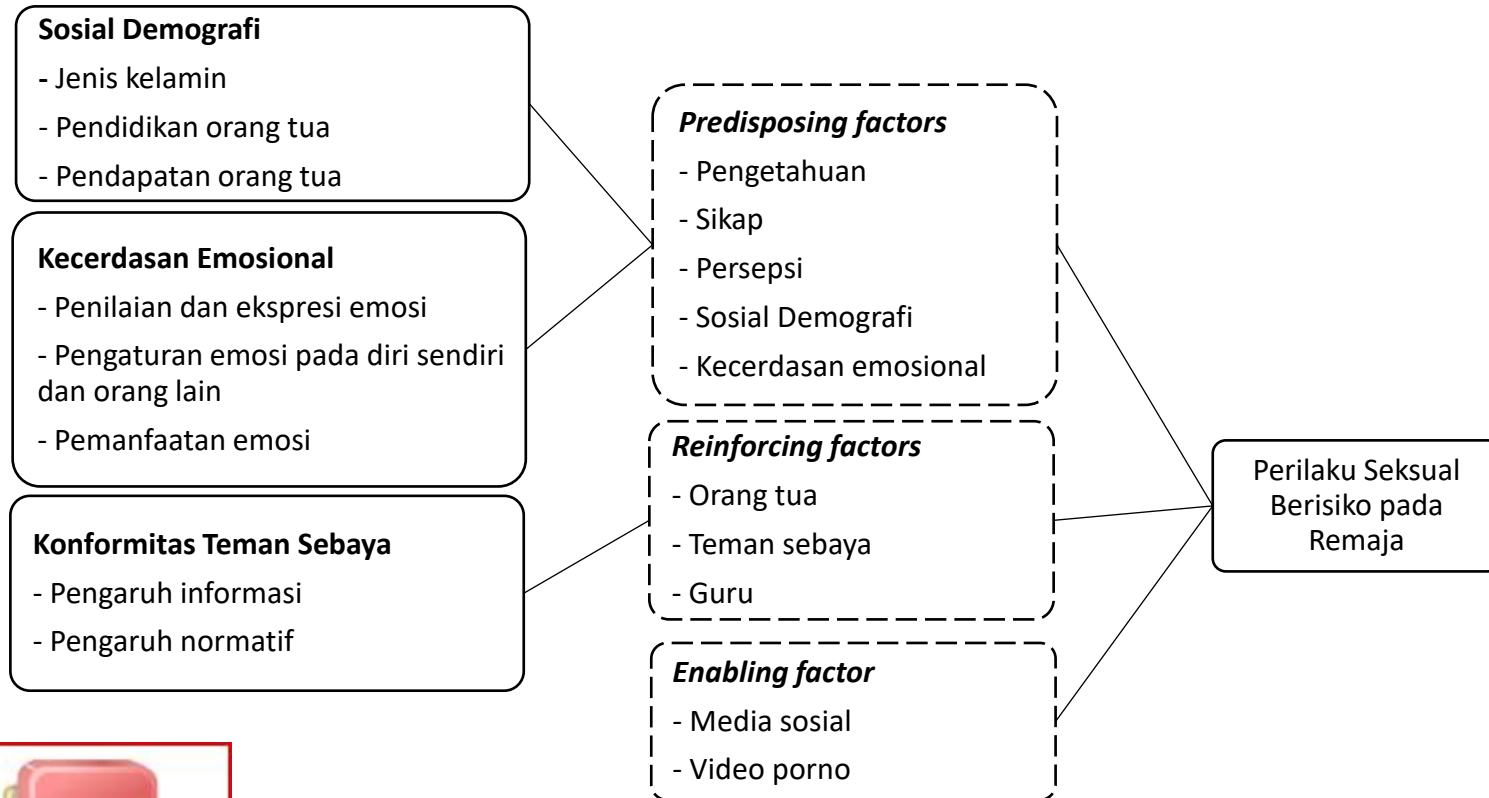 Sosial Demografi
- Jenis kelamin
- Pendidikan orang tua
- Pendapatan orang tua
Kecerdasan Emosional
- Penilaian dan ekspresi emosi
- Pengaturan emosi pada diri sendiri
dan orang lain
- Pemanfaatan emosi
Konformitas Teman Sebaya
- Pengaruh informasi
- Pengaruh normatif
Predisposing factors
- Pengetahuan
- Sikap
- Persepsi
- Sosial Demografi
- Kecerdasan emosional
Reinforcing factors
- Orang tua
- Teman sebaya
- Guru
Enabling factor
- Media sosial
- Video porno
Perilaku Seksual
Berisiko pada
Remaja